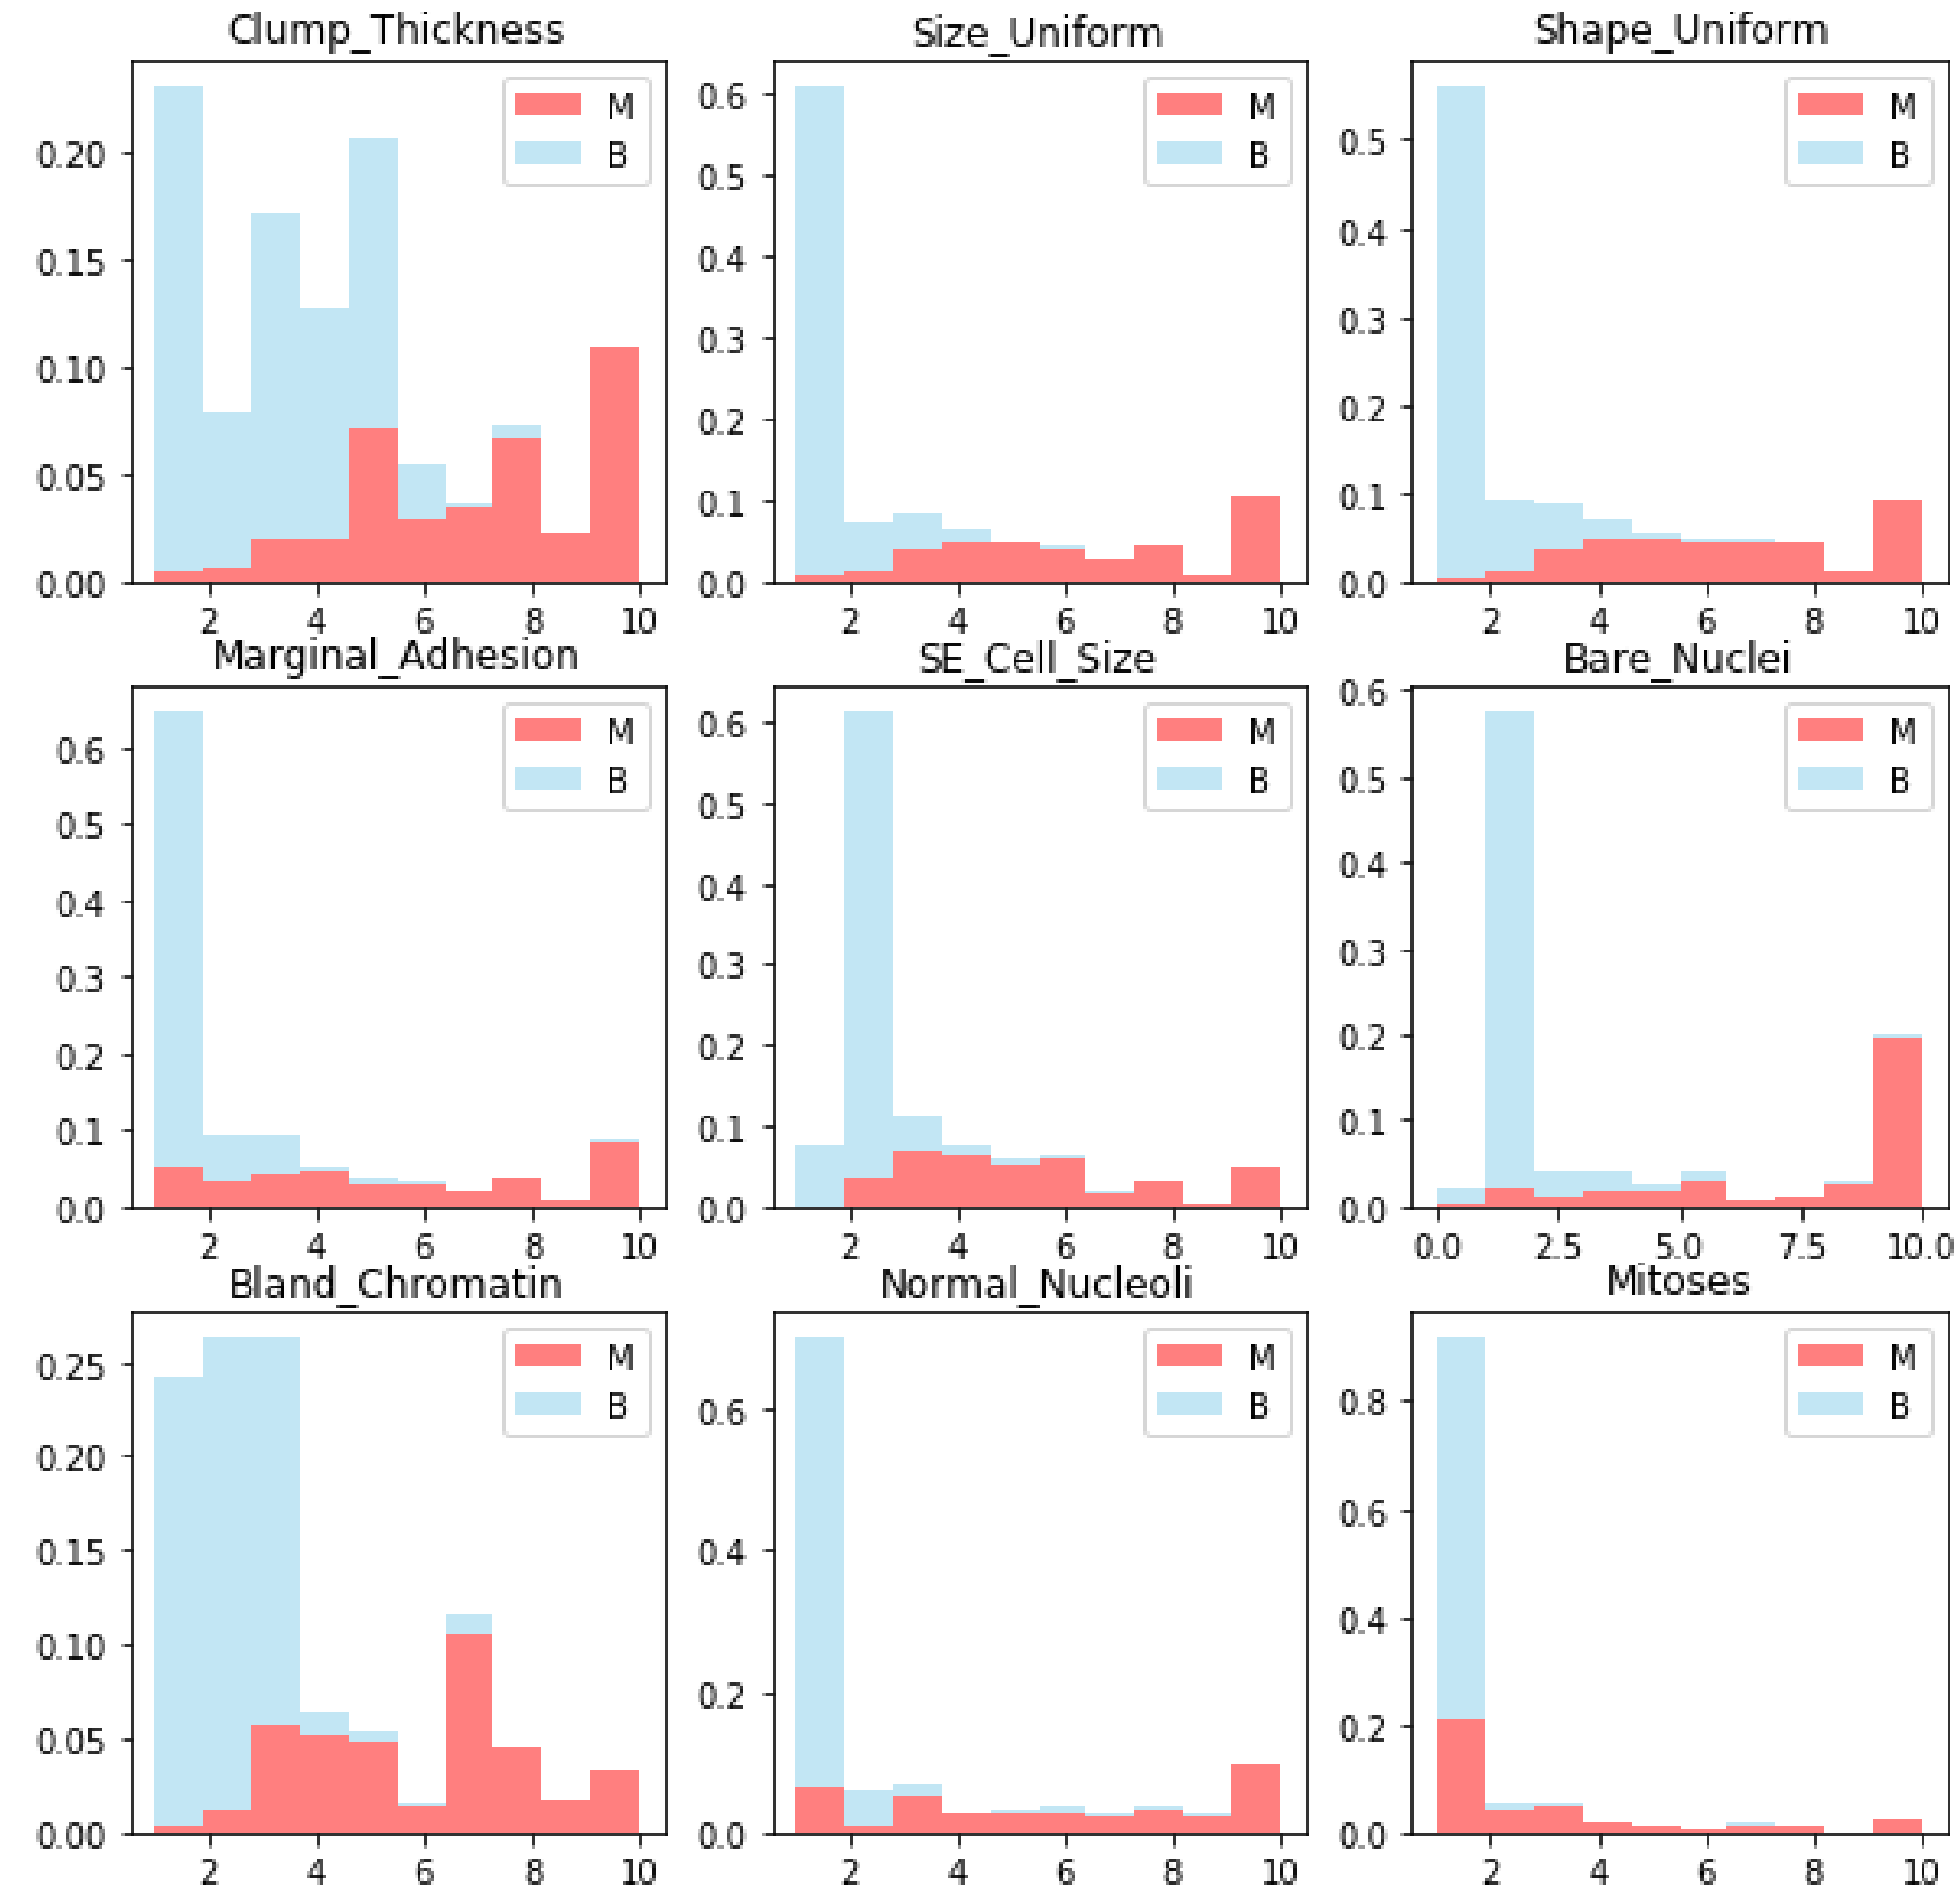 Clump_Thickness
M
B
0.20
0.15
0.10
0.05
0.00
2 4 6 8 10
Size_Uniform
M
B
0.6
0.5
0.4
0.3
0.2
0.1
0.0
2 4 6 8 10
Shape_Uniform
M
B
0.5
0.4
0.3
0.2
0.1
0.0
2 4 6 8 10
Marginal_Adhesion
M
B
0.6
0.5
0.4
0.3
0.2
0.1
0.0
2 4 6 8 10
SE_Cell_Size
M
B
0.6
0.5
0.4
0.3
0.2
0.1
0.0
2 4 6 8 10
Bare_Nuclei
M
B
0.6
0.5
0.4
0.3
0.2
0.1
0.0
0.0 2.5 5.0 7.5 10.0
Bland_Chromatin
M
B
0.25
0.20
0.15
0.10
0.05
0.00
2 4 6 8 10
Normal_Nucleoli
M
B
0.6
0.4
0.2
0.0
2 4 6 8 10
Mitoses
M
B
0.8
0.6
0.4
0.2
0.0
2 4 6 8 10